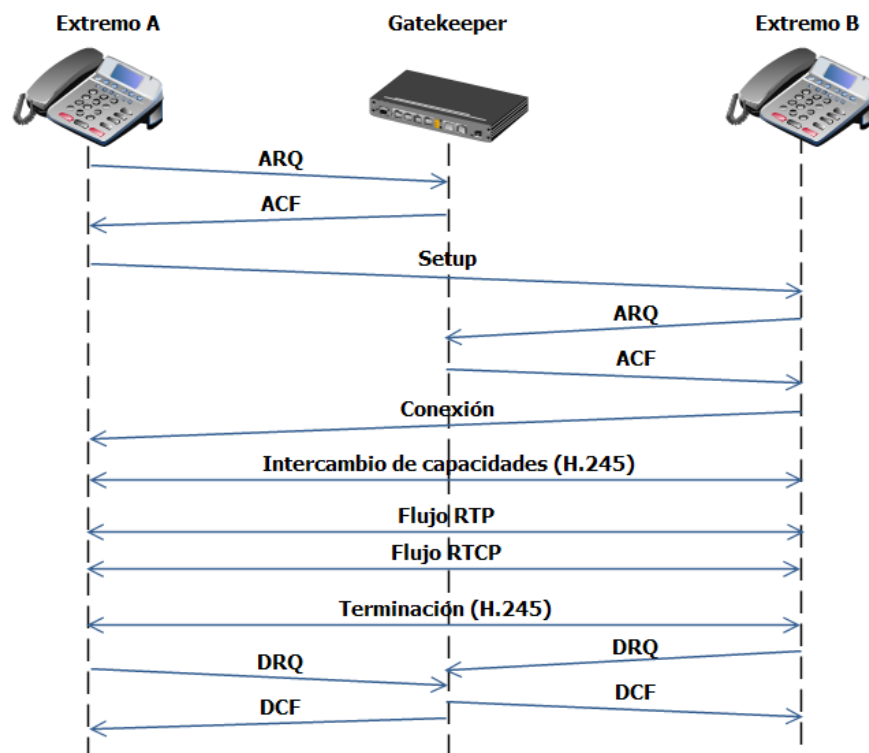 Extremo A
Gatekeeper
Extremo B
ARQ
ACF
Setup
ARQ
ACF
Conexión
Intercambio de capacidades (H.245)
Flujo RTP
Flujo RTCP
Terminación (H.245)
DRQ
DRQ
DCF
DCF